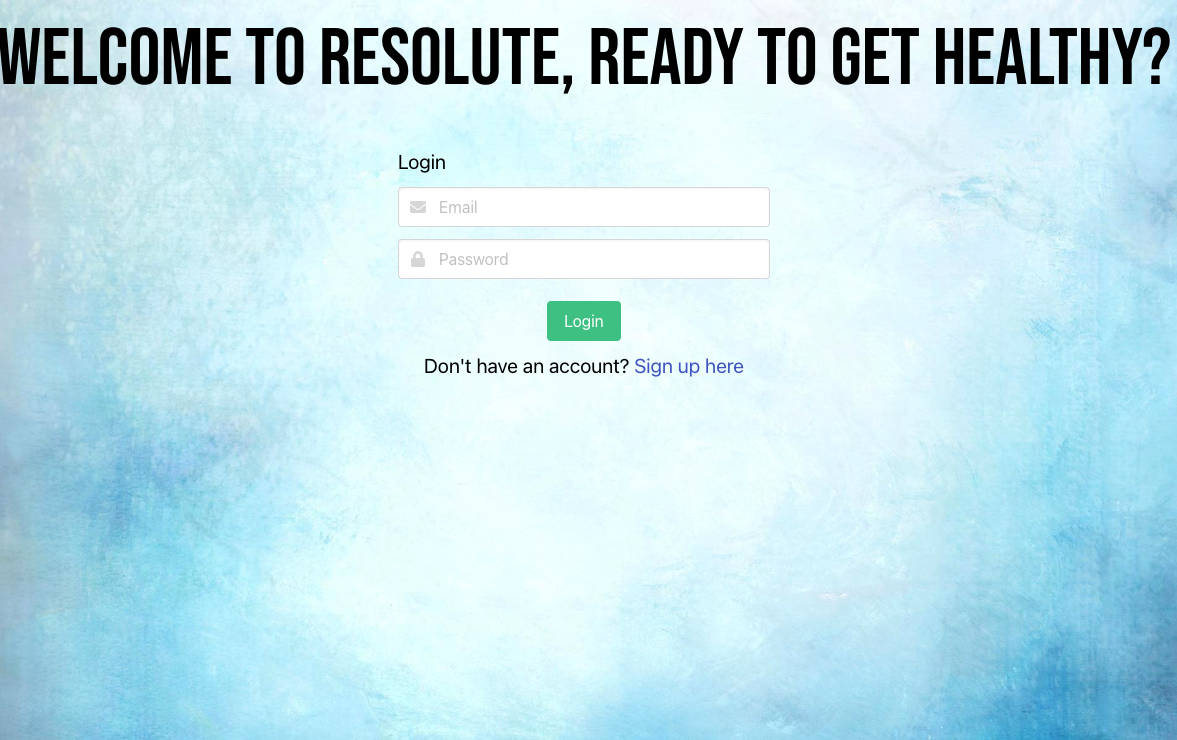 WELCOME TO RESOLUTE, READY TO GET HEALTHY?
Login
Email
Password
Login
Don't have an account? Sign up here